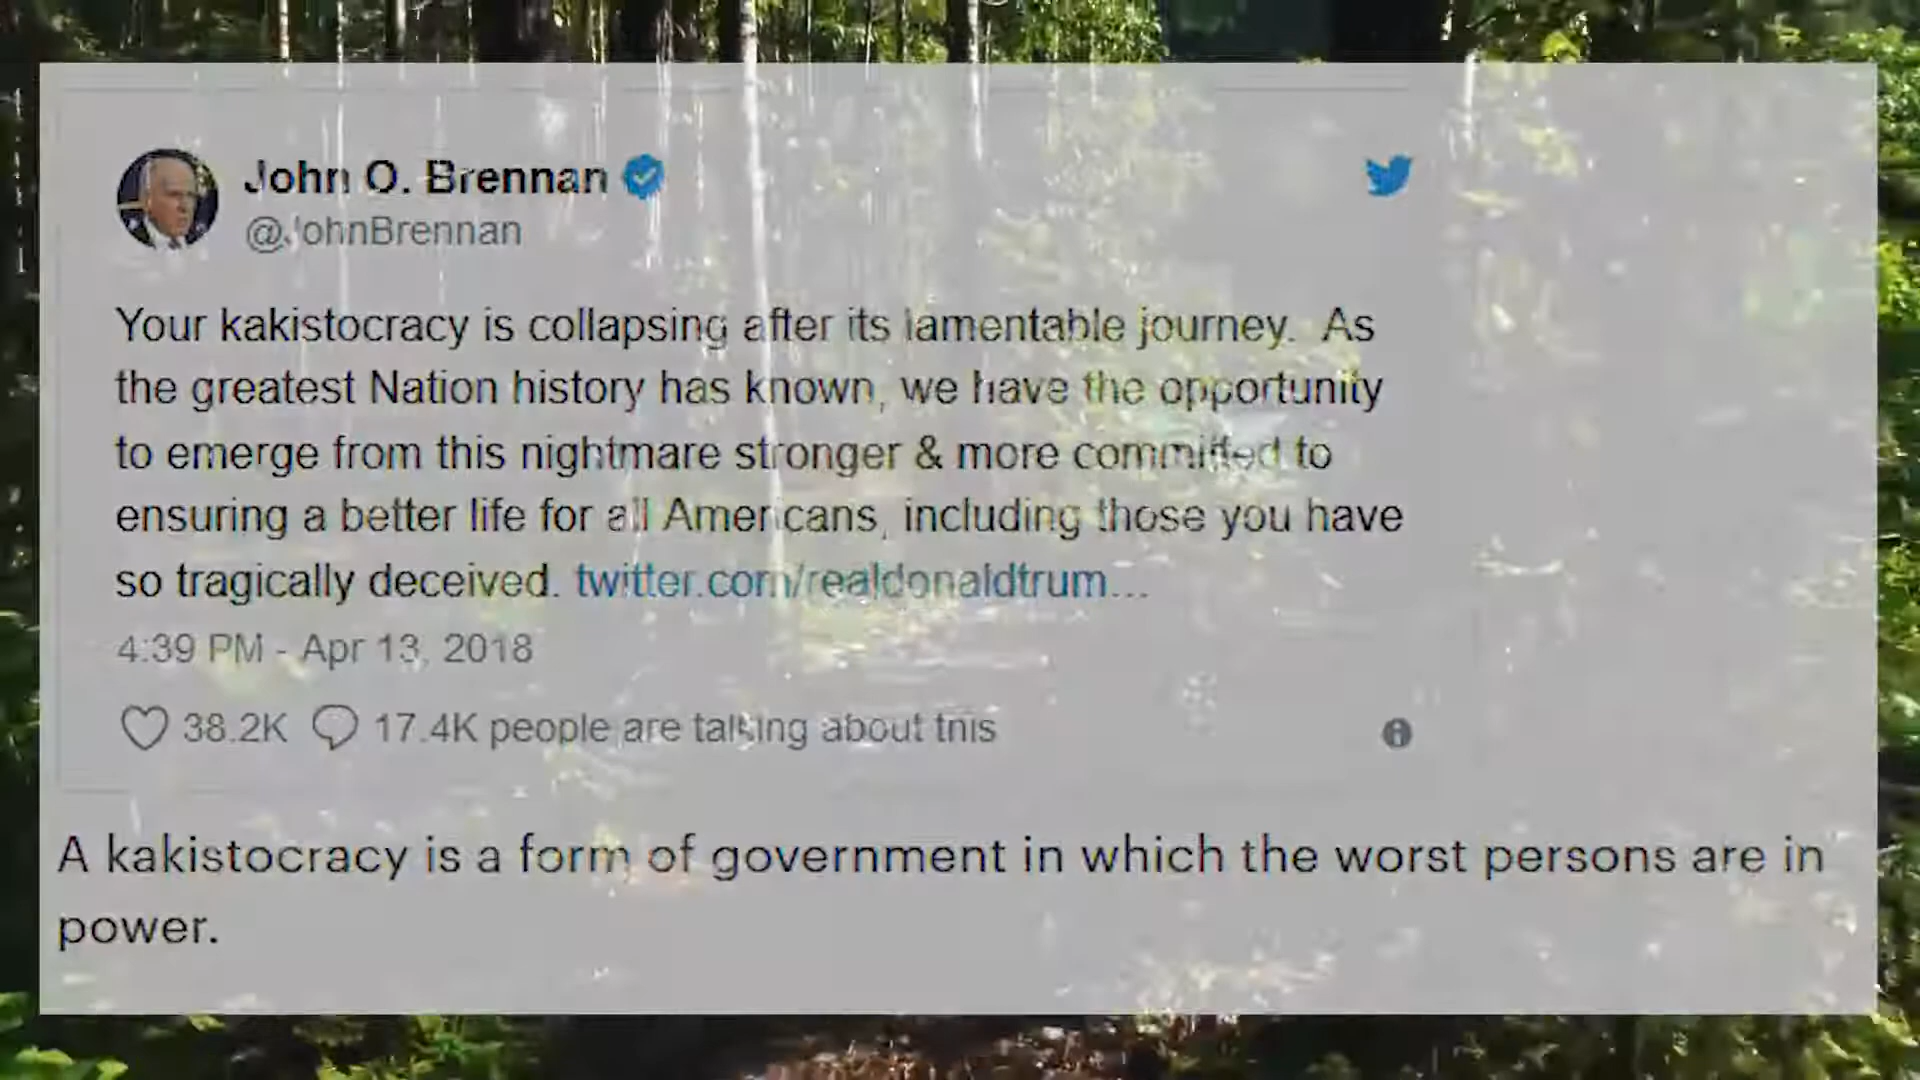 John O. Brennan
@JohnBrennan
Your kakistocracy is collapsing after its lamentable journey. As
the greatest Nation history has known, we have the opportunity
to emerge from this nightmare stronger & more committed to
ensuring a better life for all Americans, including those you have
so tragically deceived. twitter.com/realdonaldtrum...
4:39 PM - Apr 13, 2018
38.2K 17.4K people are talking about this
A kakistocracy is a form of government in which the worst persons are in
power.